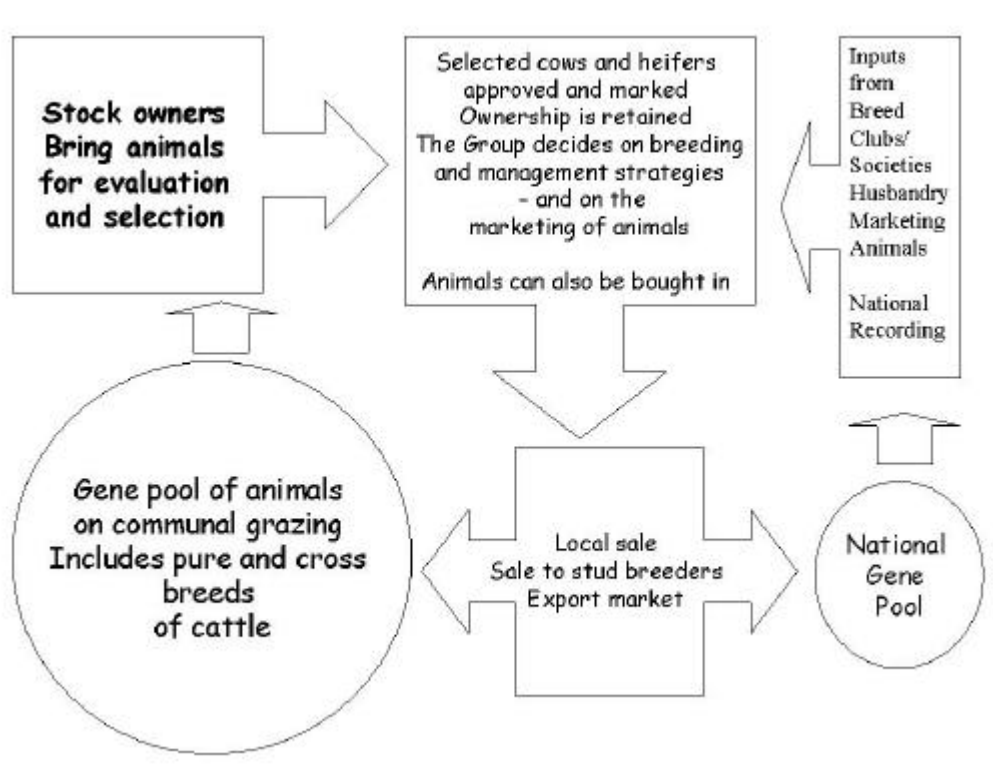 Stock owners
Bring animals
for evaluation
and selection
Selected cows and heifers
approved and marked
Ownership is retained
The Group decides on breeding
and management strategies
- and on the
marketing of animals
Animals can also be bought in
Inputs
from
Breed
Clubs/
Societies
Husbandry
Marketing
Animals
National
Recording
Gene pool of animals
on communal grazing
Includes pure and cross
breeds
of cattle
Local sale
Sale to stud breeders
Export market
National
Gene
Pool